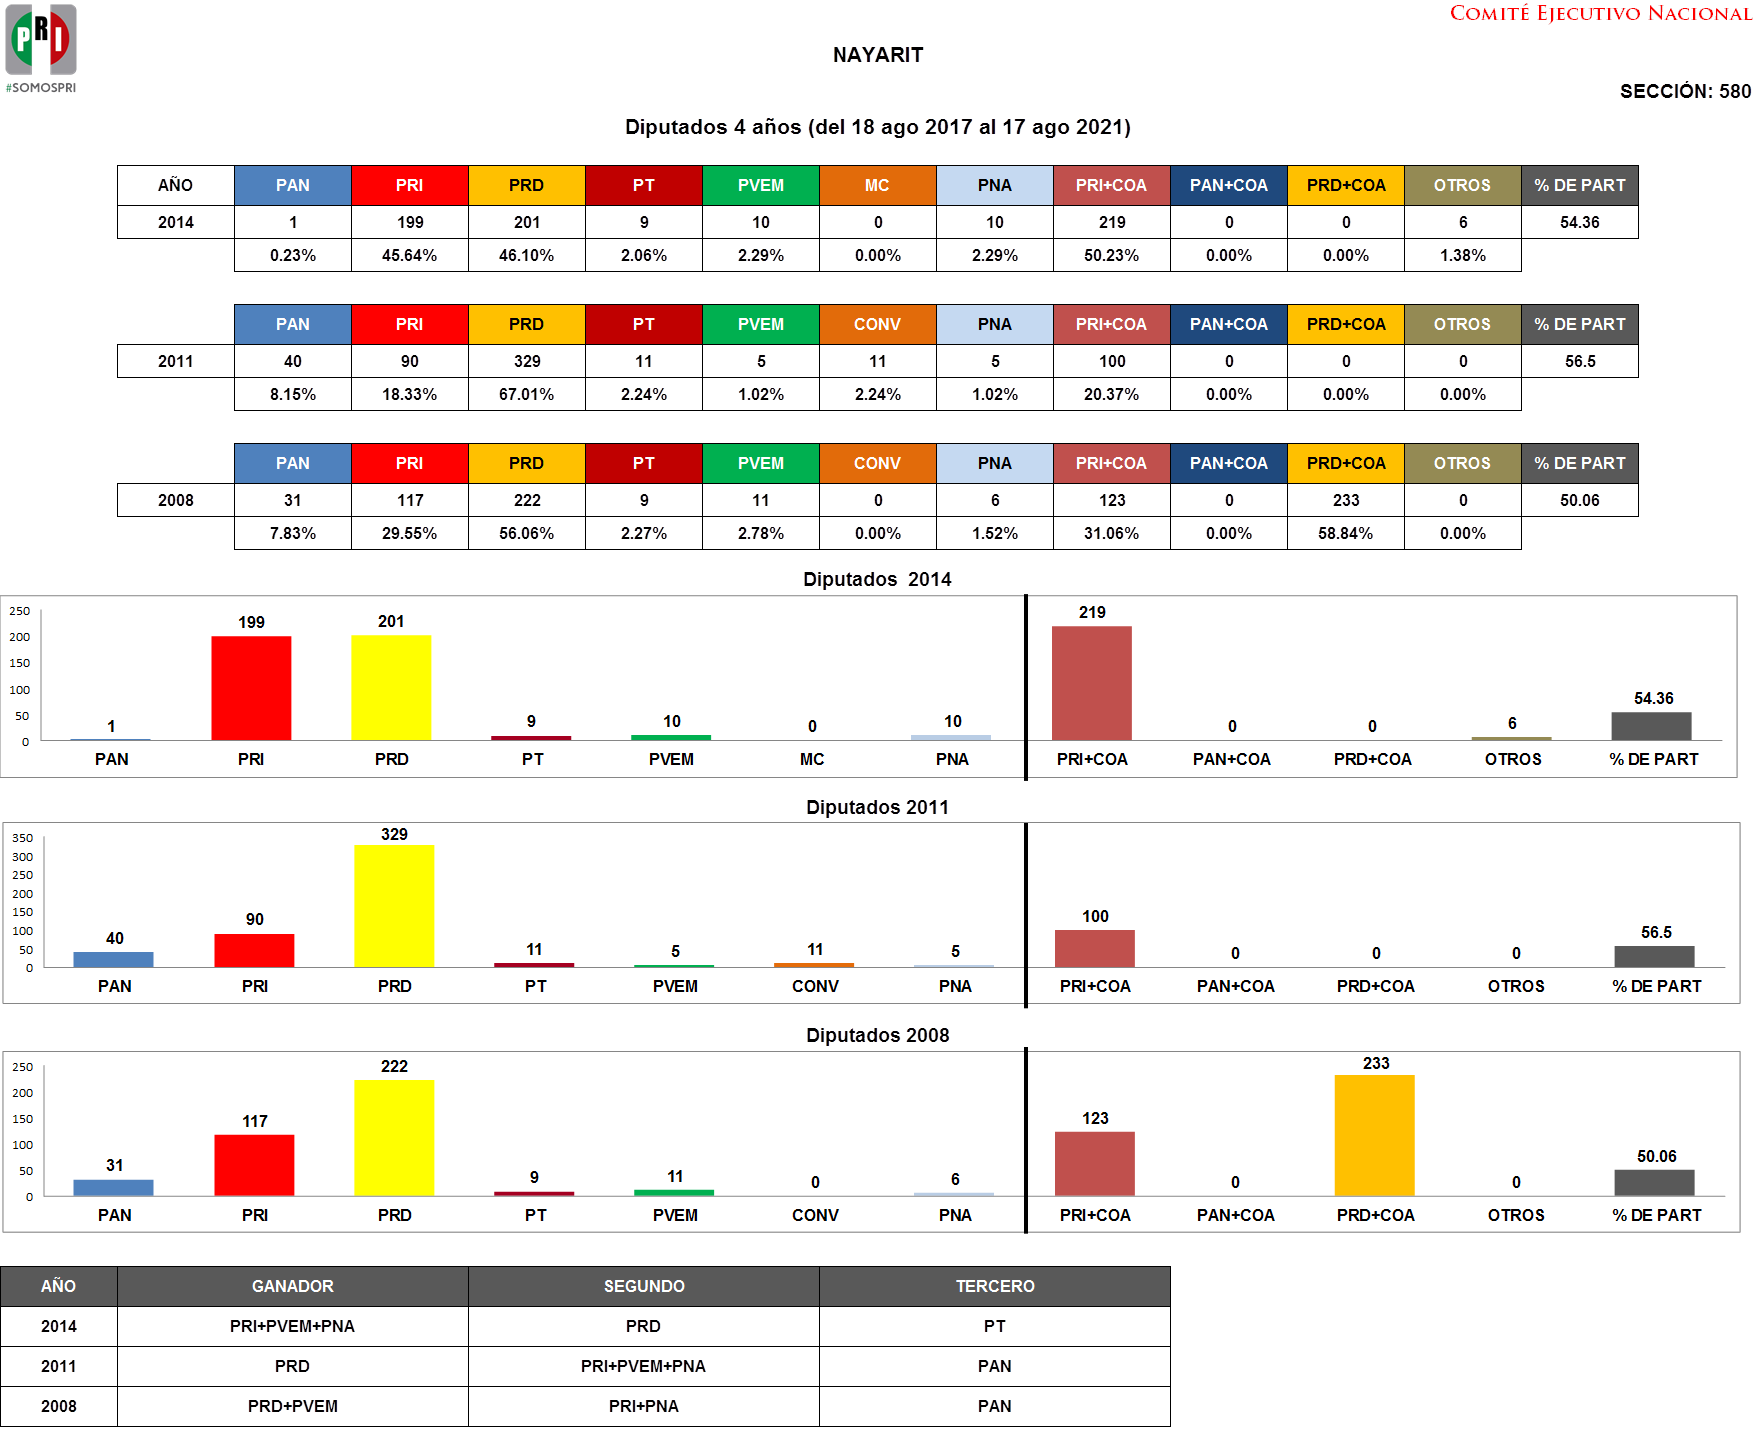 PRI
#SOMOSPRI
Comité Ejecutivo Nacional
NAYARIT
SECCIÓN: 580
Diputados 4 años (del 18 ago 2017 al 17 ago 2021)
AÑO PAN PRI PRD PT PVEM MC PNA PRI+COA PAN+COA PRD+COA OTROS % DE PART
2014 1 199 201 9 10 0 10 219 0 0 6 54.36
0.23% 45.64% 46.10% 2.06% 2.29% 0.00% 2.29% 50.23% 0.00% 0.00% 1.38%
PAN PRI PRD PT PVEM CONV PNA PRI+COA PAN+COA PRD+COA OTROS % DE PART
2011 40 90 329 11 5 11 5 100 0 0 0 56.5
8.15% 18.33% 67.01% 2.24% 1.02% 2.24% 1.02% 20.37% 0.00% 0.00% 0.00%
PAN PRI PRD PT PVEM CONV PNA PRI+COA PAN+COA PRD+COA OTROS % DE PART
2008 31 117 222 9 11 0 6 123 0 233 0 50.06
7.83% 29.55% 56.06% 2.27% 2.78% 0.00% 1.52% 31.06% 0.00% 58.84% 0.00%
Diputados 2014
250
200
150
100
50
0
1 199 201 9 10 0 10 219 0 0 6 54.36
PAN PRI PRD PT PVEM MC PNA PRI+COA PAN+COA PRD+COA OTROS % DE PART
Diputados 2011
350
300
250
200
150
100
50
0
40 90 329 11 5 11 5 100 0 0 0 56.5
PAN PRI PRD PT PVEM CONV PNA PRI+COA PAN+COA PRD+COA OTROS % DE PART
Diputados 2008
250
200
150
100
50
0
31 117 222 9 11 0 6 123 0 233 0 50.06
PAN PRI PRD PT PVEM CONV PNA PRI+COA PAN+COA PRD+COA OTROS % DE PART
AÑO GANADOR SEGUNDO TERCERO
2014 PRI+PVEM+PNA PRD PT
2011 PRD PRI+PVEM+PNA PAN
2008 PRD+PVEM PRI+PNA PAN